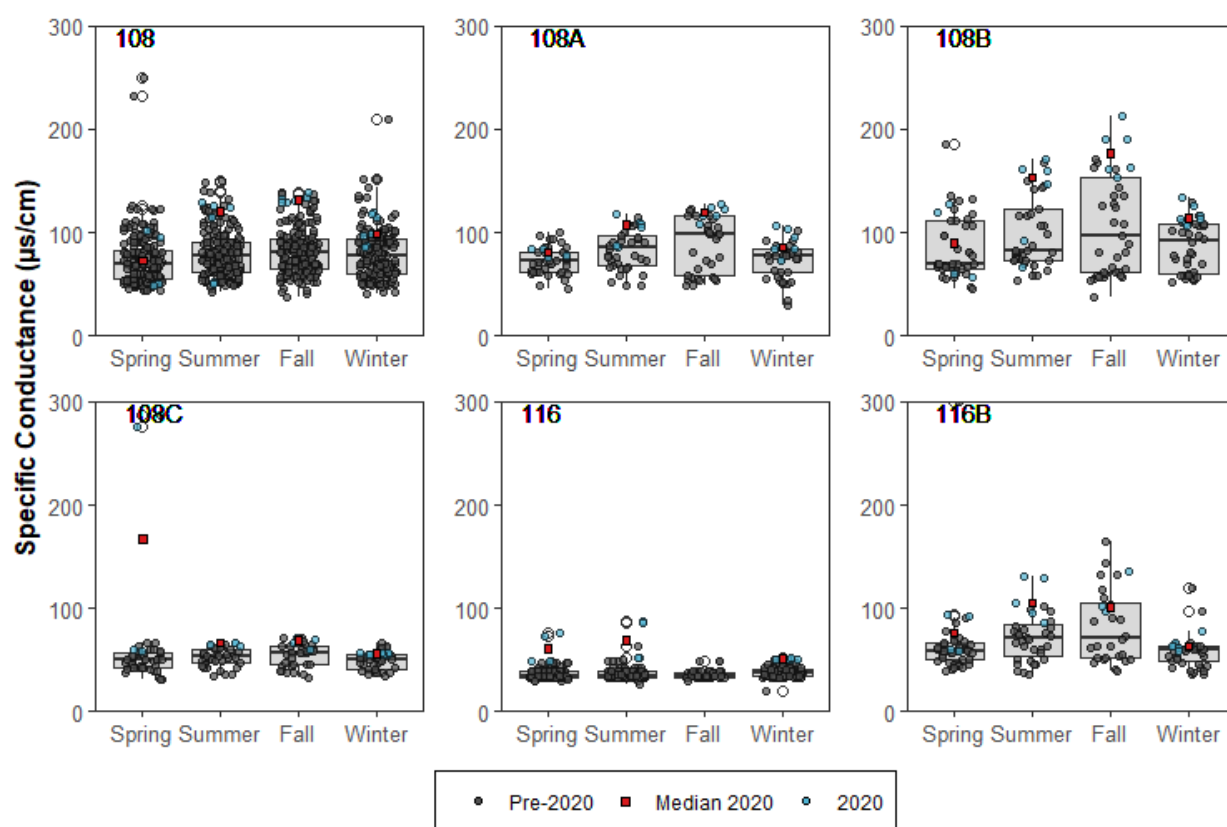 Specific Conductance (µs/cm)
108
108A
108B
300
300
300
200
200
200
100
100
100
0
0
0
Spring Summer Fall Winter
Spring Summer Fall Winter
Spring Summer Fall Winter
108C
116
116B
300
300
300
200
200
200
100
100
100
0
0
0
Spring Summer Fall Winter
Spring Summer Fall Winter
Spring Summer Fall Winter
Pre-2020 Median 2020 2020